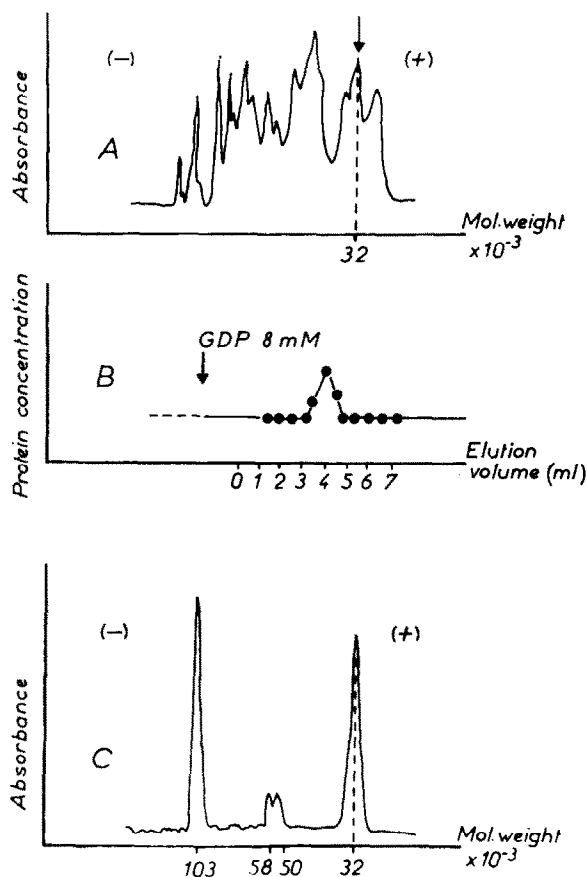 Absorbance
(−)
(+)
A
Mol. weight
x10⁻³
32
Protein concentration
GDP 8 mM
B
Elution
volume (ml)
0 1 2 3 4 5 6 7
Absorbance
(−)
(+)
C
Mol. weight
x10⁻³
103 58 50 32